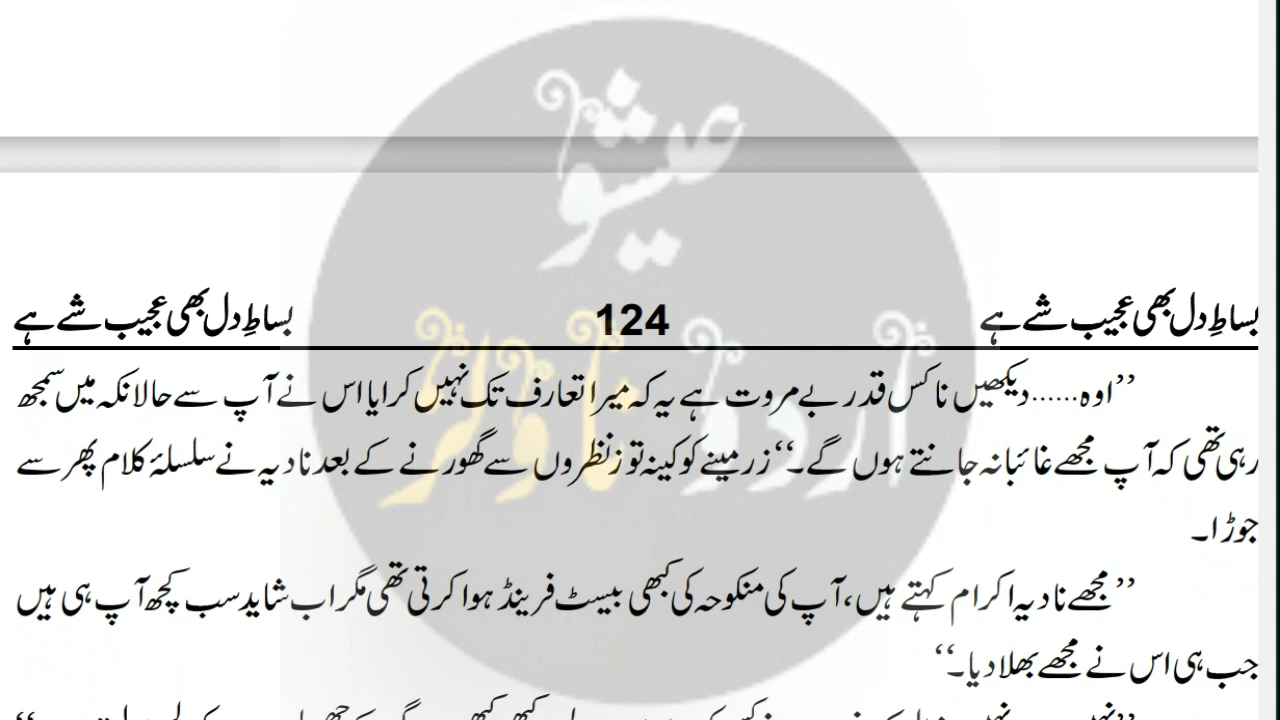 عیشو
اردو ناولز
بساطِ دل بھی عجیب شے ہے 124 بساطِ دل بھی عجیب شے ہے
’’اوہ......دیکھیں نا کس قدر بے مروت ہے یہ کہ میرا تعارف تک نہیں کرایا اس نے آپ سے حالانکہ میں سمجھ
رہی تھی کہ آپ مجھے غائبانہ جانتے ہوں گے۔‘‘ زرمینے کو کینہ توز نظروں سے گھورنے کے بعد نادیہ نے سلسلۂ کلام پھر سے
جوڑا۔
’’مجھے نادیہ اکرام کہتے ہیں، آپ کی منکوحہ کی کبھی بیسٹ فرینڈ ہوا کرتی تھی مگر اب شاید سب کچھ آپ ہی ہیں
جب ہی اس نے مجھے بھلا دیا۔‘‘